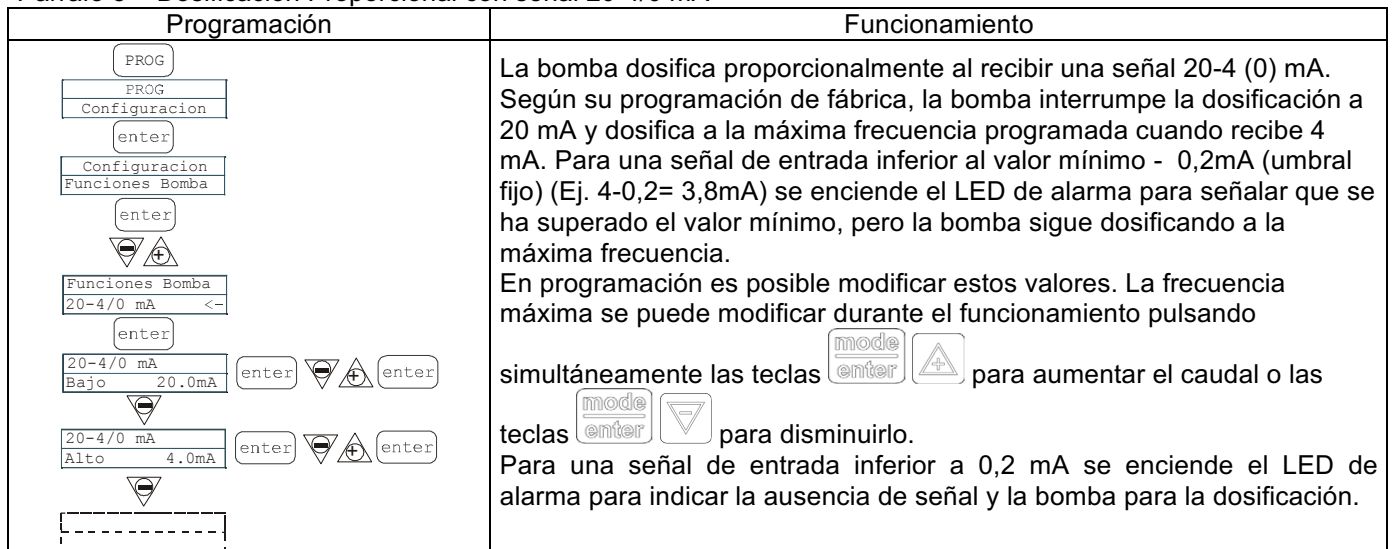 Programación
Funcionamiento
PROG
PROG
Configuracion
enter
Configuracion
Funciones Bomba
enter
Funciones Bomba
20-4/0 mA <-
enter
20-4/0 mA
Bajo 20.0mA
enter
enter
20-4/0 mA
Alto 4.0mA
enter
enter
La bomba dosifica proporcionalmente al recibir una señal 20-4 (0) mA.
Según su programación de fábrica, la bomba interrumpe la dosificación a
20 mA y dosifica a la máxima frecuencia programada cuando recibe 4
mA. Para una señal de entrada inferior al valor mínimo - 0,2mA (umbral
fijo) (Ej. 4-0,2= 3,8mA) se enciende el LED de alarma para señalar que se
ha superado el valor mínimo, pero la bomba sigue dosificando a la
máxima frecuencia.
En programación es posible modificar estos valores. La frecuencia
máxima se puede modificar durante el funcionamiento pulsando
simultáneamente las teclas mode enter para aumentar el caudal o las
teclas mode enter para disminuirlo.
Para una señal de entrada inferior a 0,2 mA se enciende el LED de
alarma para indicar la ausencia de señal y la bomba para la dosificación.